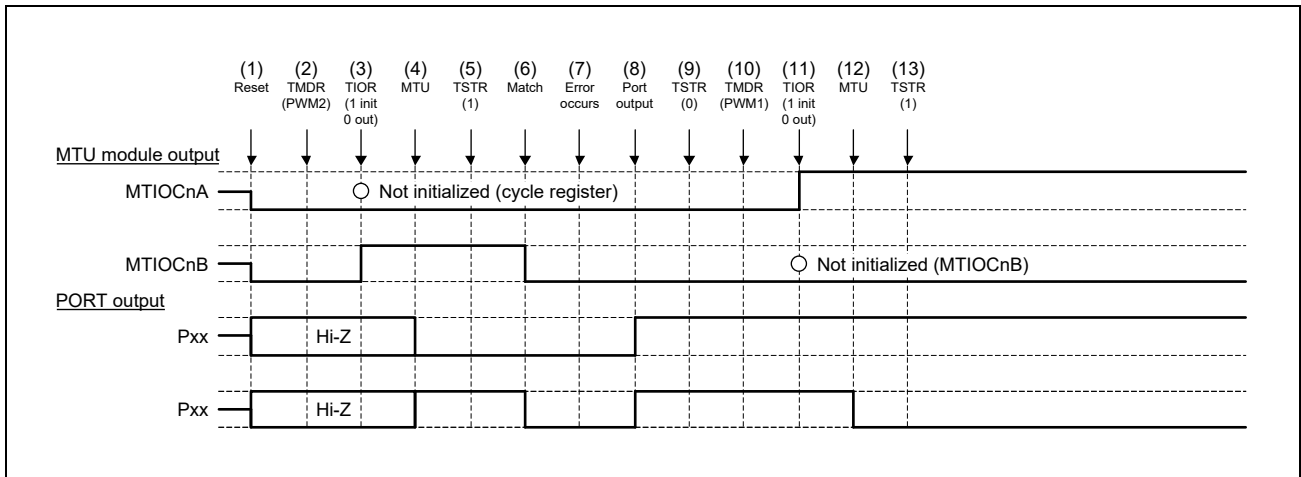 (1) (2) (3) (4) (5) (6) (7) (8) (9) (10) (11) (12) (13)
Reset TMDR TIOR MTU TSTR Match Error Port TSTR TMDR TIOR MTU TSTR
(PWM2) (1 init (1) occurs output (0) (PWM1) (1 init (1)
0 out) 0 out)
MTU module output
MTIOCnA Not initialized (cycle register)
MTIOCnB Not initialized (MTIOCnB)
PORT output
Pxx Hi-Z
Pxx Hi-Z